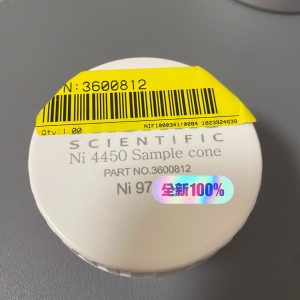 N:3600812
Qty:1.00
SCIENTIFIC
Ni 4450 Sample cone
PART NO.3600812
Ni 97
全新100%